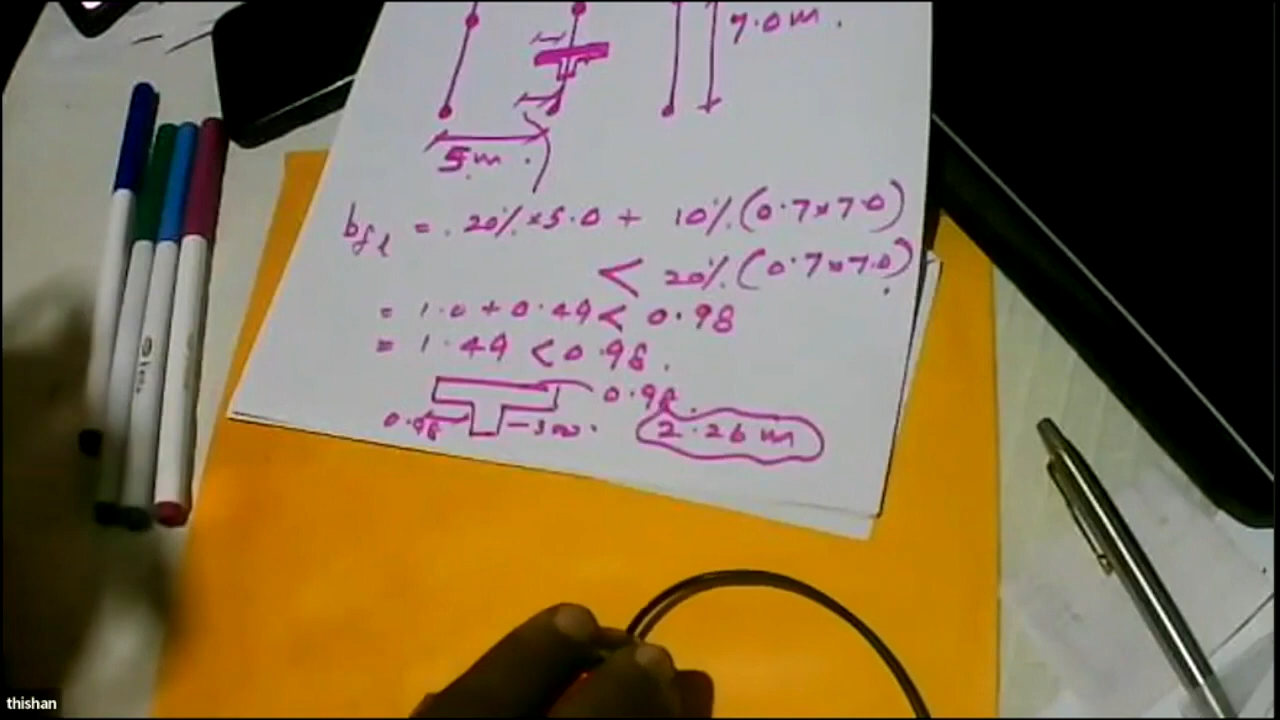 7.0m.
5m.
bf1 = .20% × 5.0 + 10% (0.7×7.0)
< 20% (0.7×7.0)
= 1.0 + 0.49 < 0.98
= 1.49 < 0.98.
0.98.
0.98 300. 2.26 m
thishan